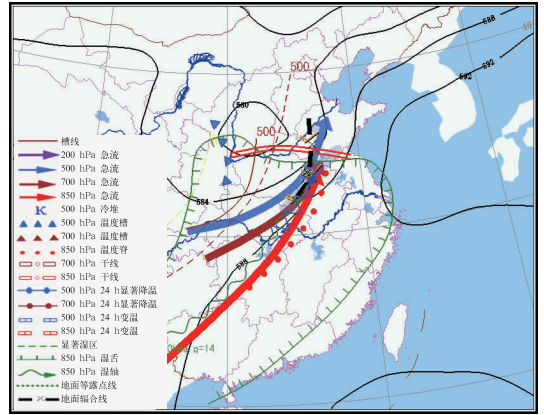 588
592
592
500
580
500
584
588
q=14
槽线
200 hPa 急流
500 hPa 急流
700 hPa 急流
850 hPa 急流
500 hPa 冷堆
500 hPa 温度槽
700 hPa 温度槽
850 hPa 温度脊
700 hPa 干线
850 hPa 干线
500 hPa 24 h显著降温
700 hPa 24 h显著降温
500 hPa 24 h变温
850 hPa 24 h变温
显著湿区
850 hPa 湿舌
850 hPa 湿轴
地面等露点线
地面辐合线